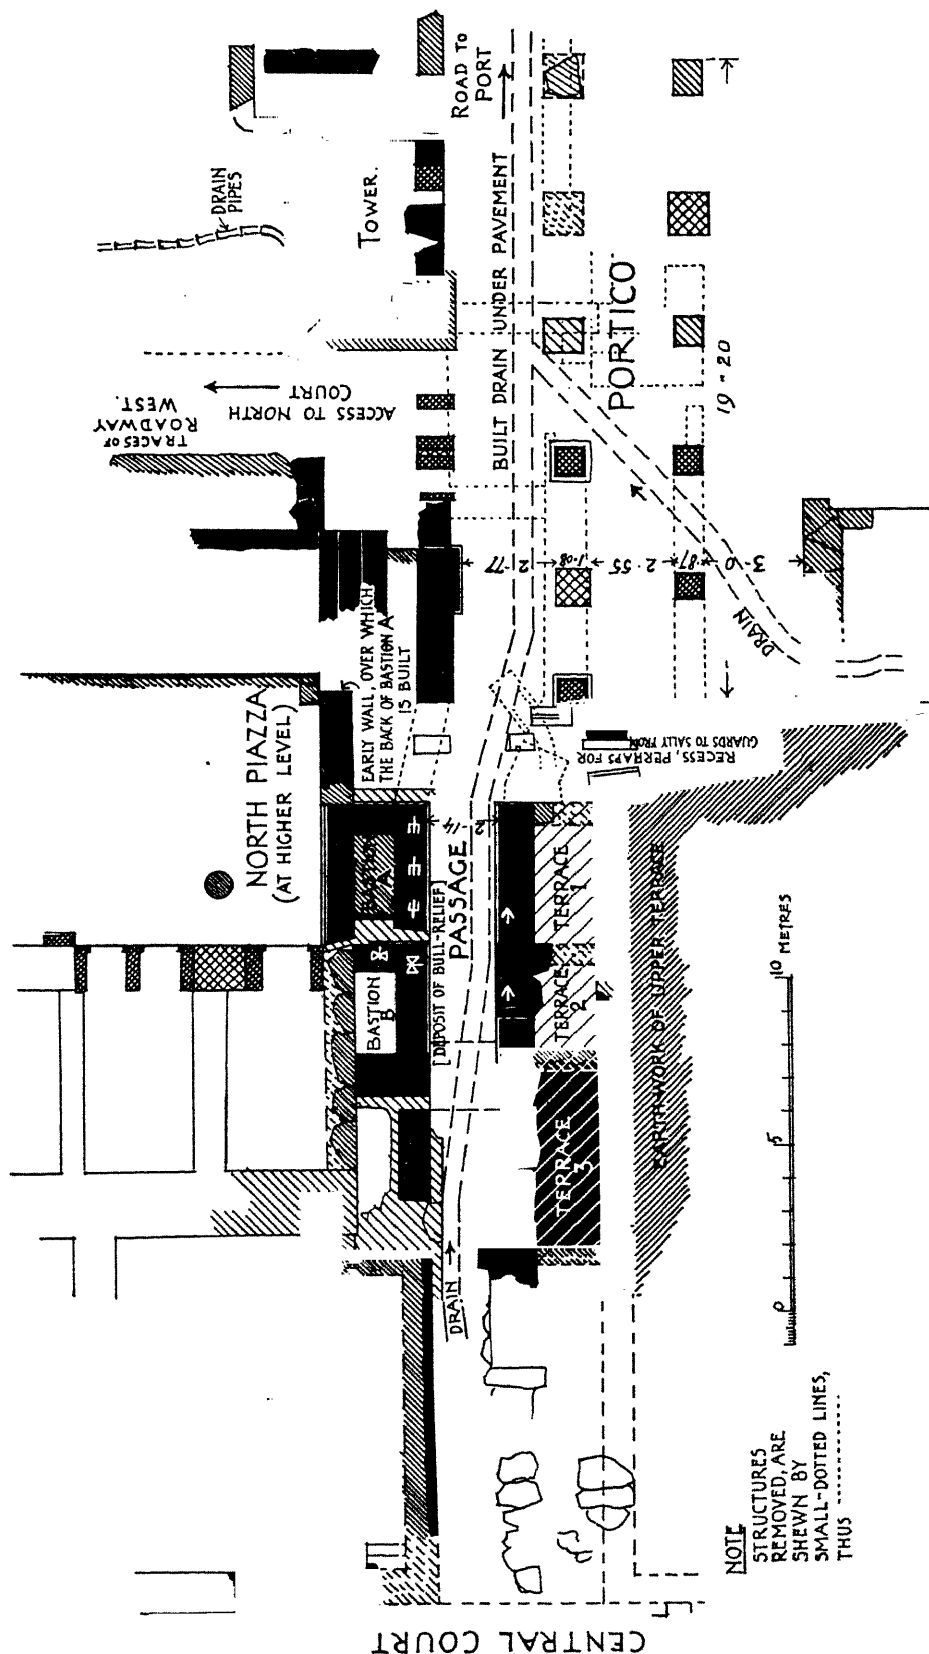 DRAIN
PIPES
TOWER.
ROAD TO
PORT
BUILT DRAIN UNDER PAVEMENT
PORTICO
19-20
TRACES OF
ROADWAY
WEST.
ACCESS TO NORTH
COURT
2-77
1-08
2-55
.87
3-0
DRAIN
NORTH PIAZZA
(AT HIGHER LEVEL)
EARLY WALL, OVER WHICH
THE BACK OF BASTION A
IS BUILT
RECESS, PERHAPS FOR
GUARDS TO SALLY FROM
BASTION
A
BASTION
B
2-14
PASSAGE
[DEPOSIT OF BULL-RELIEF]
TERRACE
1
TERRACE
2
TERRACE
3
EARTHWORK OF UPPER TERRACE
DRAIN
0
5
10 METRES
NOTE
STRUCTURES
REMOVED, ARE
SHEWN BY
SMALL-DOTTED LINES,
THUS ------------
CENTRAL COURT